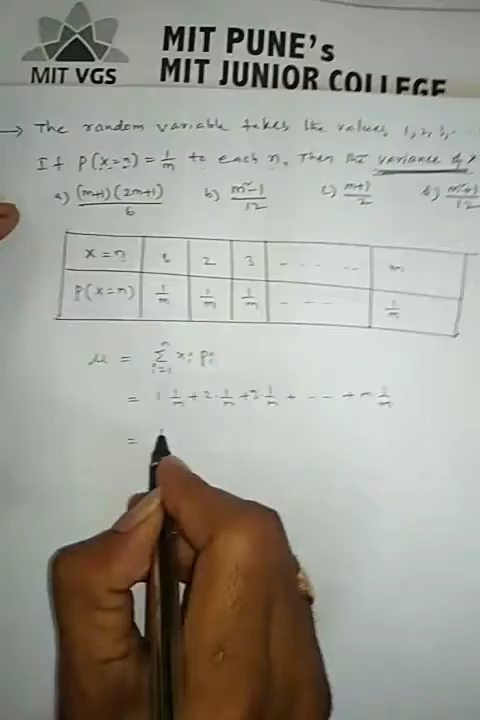 MIT VGS
MIT PUNE's
MIT JUNIOR COLLEGE
→ The random variable takes the values 1, 2, 3, ..
If P(x=n) = 1/m to each n, Then the variance of x
a) (m+1)(2m+1)/6 b) m²-1/12 c) m+1/2 d) m²+1/12
x = n 1 2 3 - - - - - - m
P(x=n) 1/m 1/m 1/m - - - 1/m
μ = Σ i=1 n xi pi
= 1·1/m + 2·1/m + 3·1/m + - - - + m·1/m
=